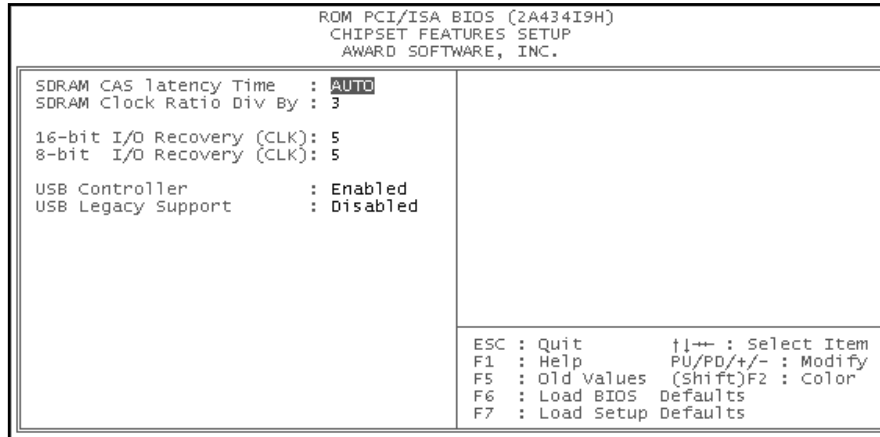 ROM PCI/ISA BIOS (2A434I9H)
CHIPSET FEATURES SETUP
AWARD SOFTWARE, INC.
SDRAM CAS latency Time : AUTO
SDRAM Clock Ratio Div By : 3
16-bit I/O Recovery (CLK): 5
8-bit I/O Recovery (CLK): 5
USB Controller : Enabled
USB Legacy Support : Disabled
ESC : Quit ↑↓→← : Select Item
F1 : Help PU/PD/+/- : Modify
F5 : Old Values (Shift)F2 : Color
F6 : Load BIOS Defaults
F7 : Load Setup Defaults